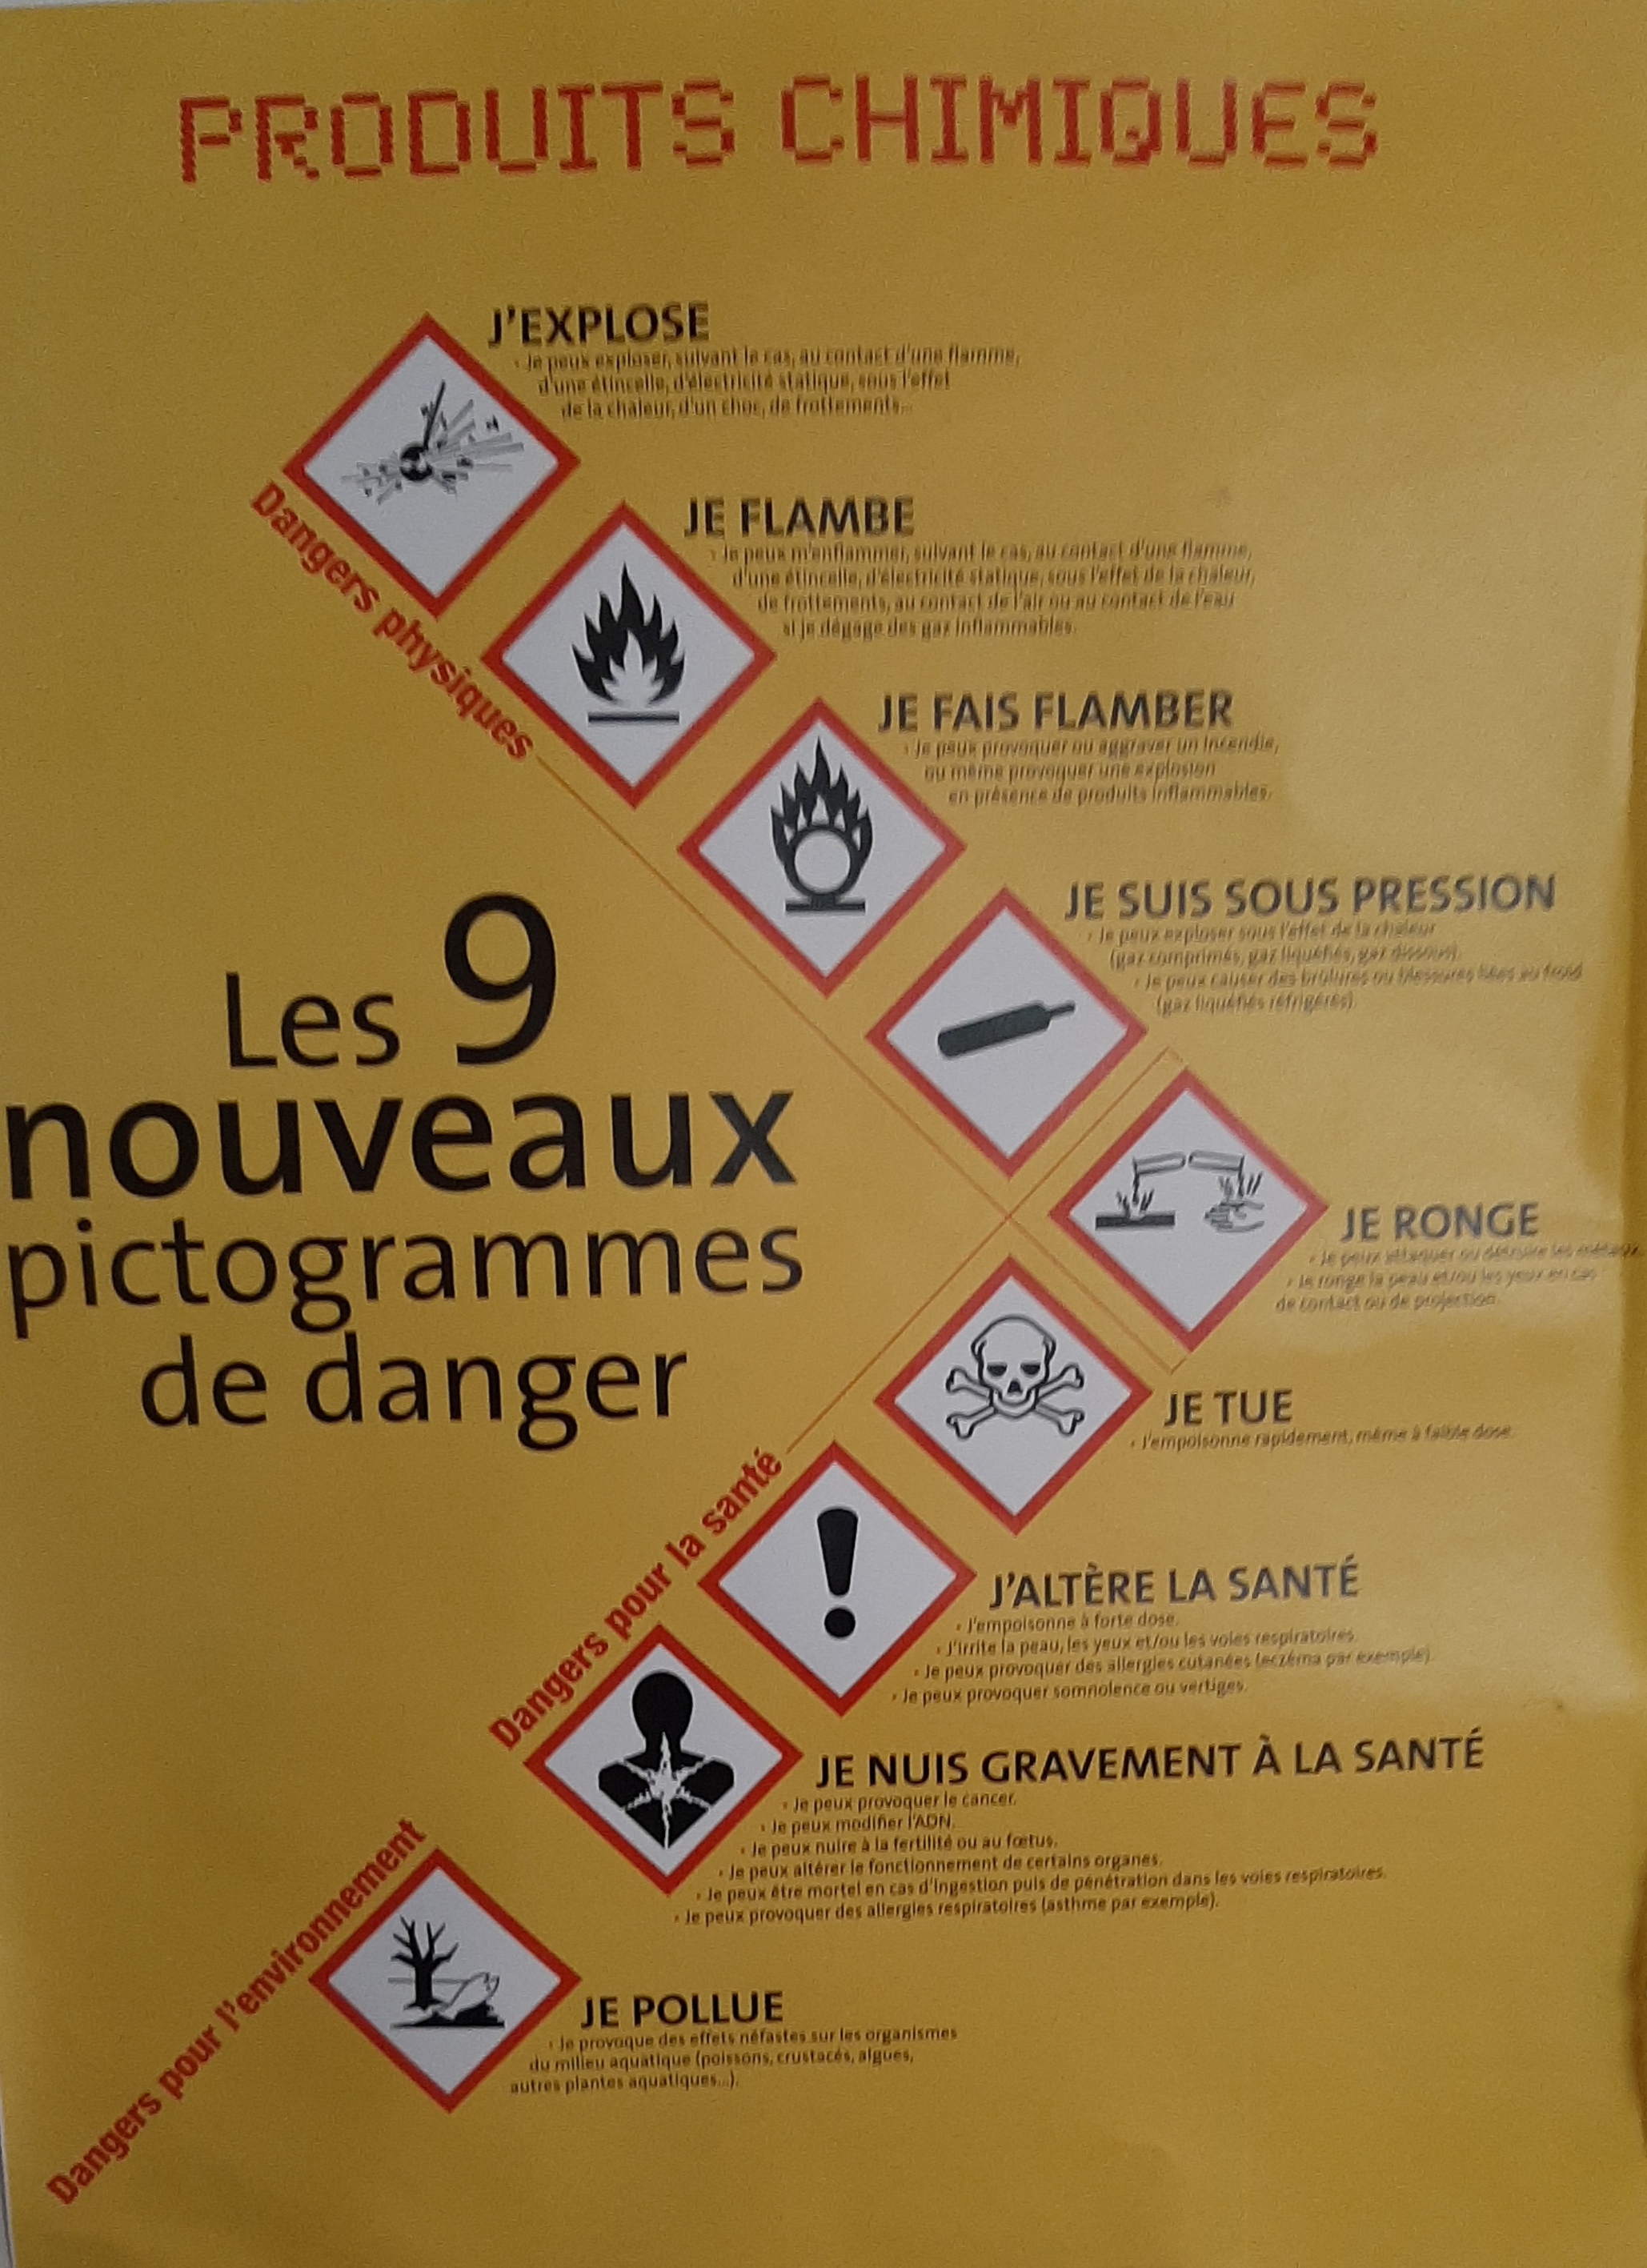 PRODUITS CHIMIQUES
J'EXPLOSE
• Je peux exploser, suivant le cas, au contact d'une flamme,
d'une étincelle, d'électricité statique, sous l'effet
de la chaleur, d'un choc, de frottements...
Dangers physiques
JE FLAMBE
• Je peux m'enflammer, suivant le cas, au contact d'une flamme,
d'une étincelle, d'électricité statique, sous l'effet de la chaleur,
de frottements, au contact de l'air ou au contact de l'eau
si je dégage des gaz inflammables.
JE FAIS FLAMBER
• Je peux provoquer ou aggraver un incendie,
ou même provoquer une explosion
en présence de produits inflammables.
JE SUIS SOUS PRESSION
• Je peux exploser sous l'effet de la chaleur
(gaz comprimés, gaz liquéfiés, gaz dissous).
• Je peux causer des brûlures ou blessures liées au froid
(gaz liquéfiés réfrigérés).
Les 9
nouveaux
pictogrammes
de danger
JE RONGE
• Je peux attaquer ou détruire les métaux.
• Je ronge la peau et/ou les yeux en cas
de contact ou de projection.
JE TUE
• J'empoisonne rapidement, même à faible dose.
Dangers pour la santé
J'ALTÈRE LA SANTÉ
• J'empoisonne à forte dose.
• J'irrite la peau, les yeux et/ou les voies respiratoires.
• Je peux provoquer des allergies cutanées (eczéma par exemple).
• Je peux provoquer somnolence ou vertiges.
JE NUIS GRAVEMENT À LA SANTÉ
• Je peux provoquer le cancer.
• Je peux modifier l'ADN.
• Je peux nuire à la fertilité ou au fœtus.
• Je peux altérer le fonctionnement de certains organes.
• Je peux être mortel en cas d'ingestion puis de pénétration dans les voies respiratoires.
• Je peux provoquer des allergies respiratoires (asthme par exemple).
Dangers pour l'environnement
JE POLLUE
• Je provoque des effets néfastes sur les organismes
du milieu aquatique (poissons, crustacés, algues,
autres plantes aquatiques...).